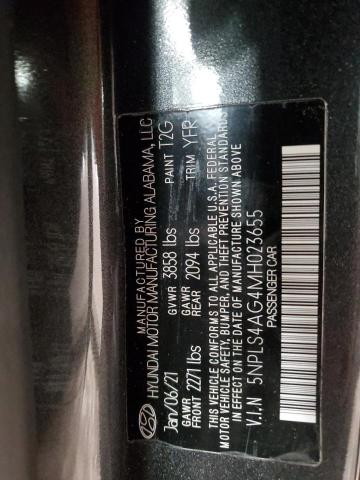 MANUFACTURED BY
HYUNDAI MOTOR MANUFACTURING ALABAMA, LLC
Jan/06/21 GVWR 3858 lbs PAINT T2G
GAWR FRONT 2271 lbs GAWR REAR 2094 lbs TRIM YFR
THIS VEHICLE CONFORMS TO ALL APPLICABLE U.S.A. FEDERAL
MOTOR VEHICLE SAFETY, BUMPER, AND THEFT PREVENTION STANDARDS
IN EFFECT ON THE DATE OF MANUFACTURE SHOWN ABOVE.
V.I.N 5NPLS4AG4MH023655
PASSENGER CAR